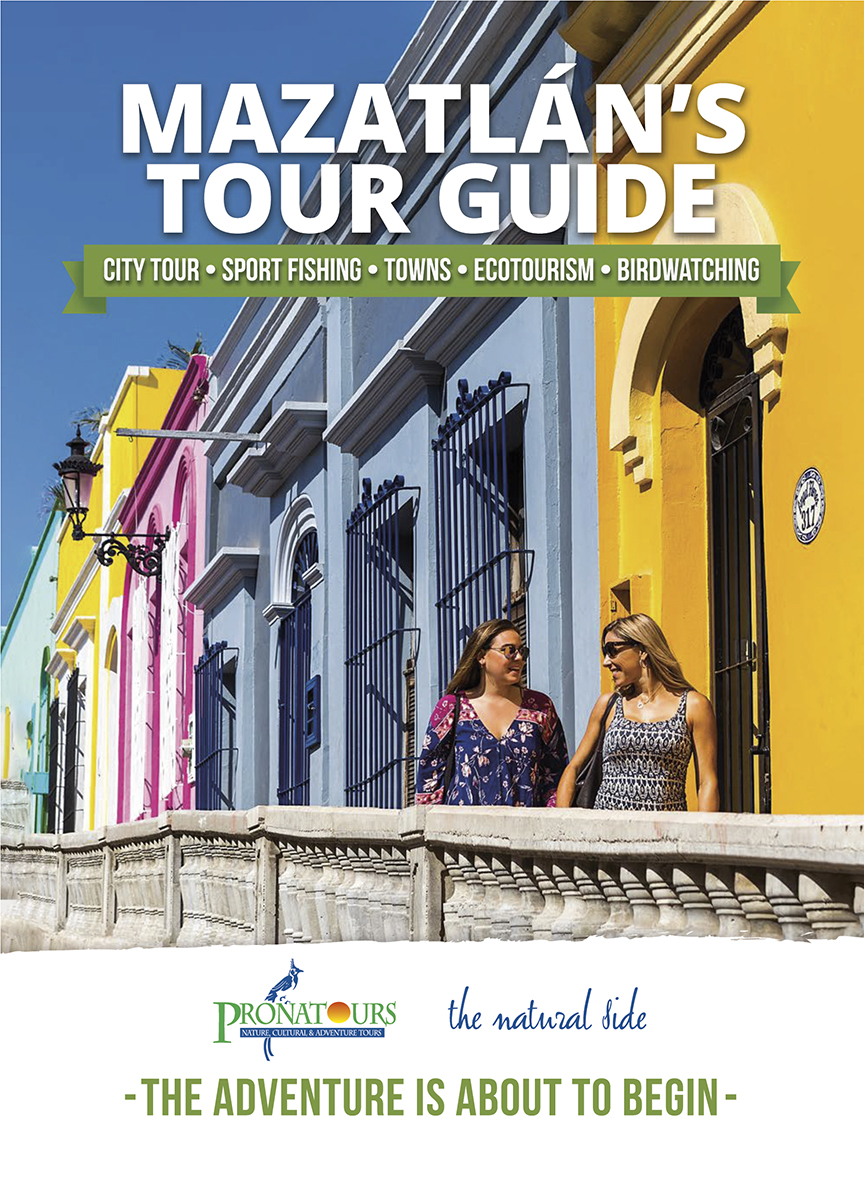 MAZATLÁN'S
TOUR GUIDE
CITY TOUR • SPORT FISHING • TOWNS • ECOTOURISM • BIRDWATCHING
317
PRONATOURS
NATURE, CULTURAL & ADVENTURE TOURS
the natural side
-THE ADVENTURE IS ABOUT TO BEGIN-